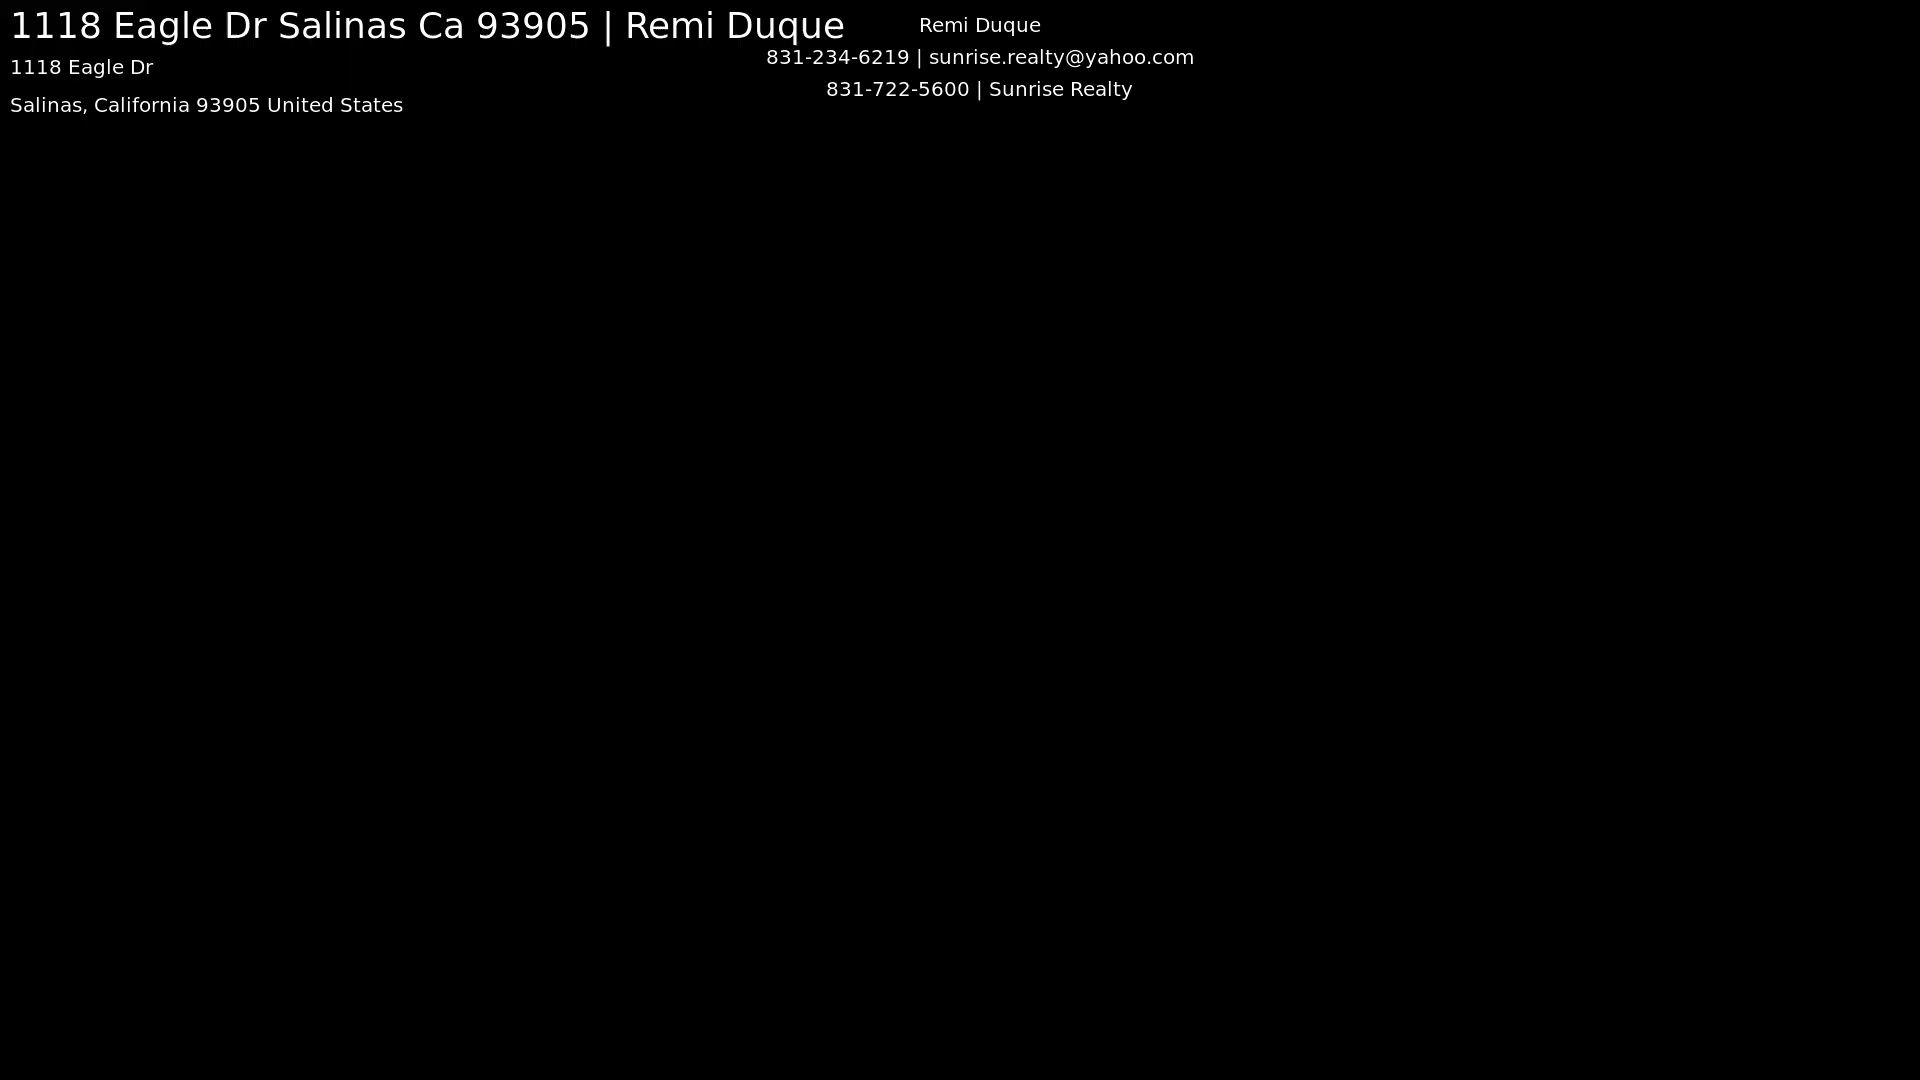 1118 Eagle Dr Salinas Ca 93905 | Remi Duque
1118 Eagle Dr
Salinas, California 93905 United States
Remi Duque
831-234-6219 | sunrise.realty@yahoo.com
831-722-5600 | Sunrise Realty